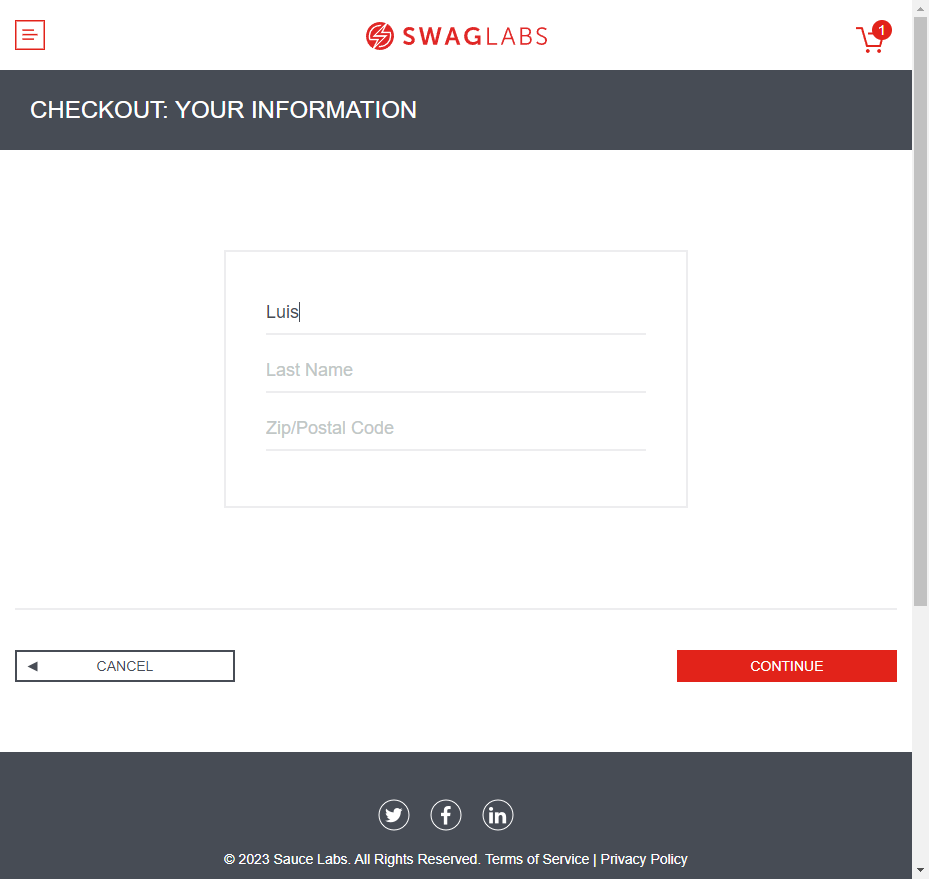 SWAGLABS
1
CHECKOUT: YOUR INFORMATION
Luis
Last Name
Zip/Postal Code
CANCEL
CONTINUE
© 2023 Sauce Labs. All Rights Reserved. Terms of Service | Privacy Policy